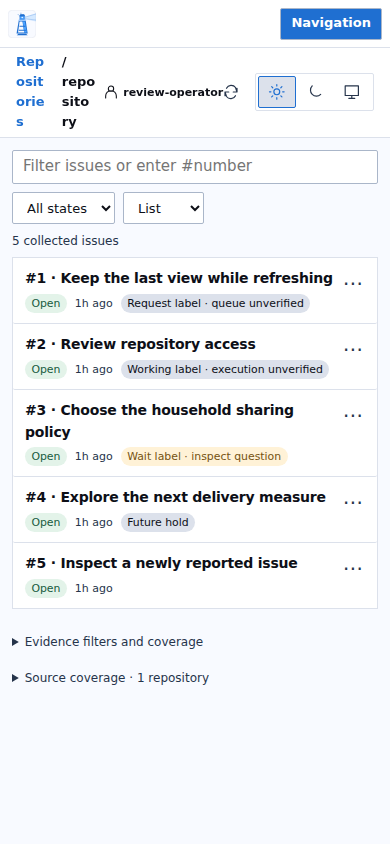 Navigation
Rep
osit
orie
s
/
repo
sito
ry
review-operator
Filter issues or enter #number
All states
List
5 collected issues
#1 · Keep the last view while refreshing
...
Open 1h ago Request label · queue unverified
#2 · Review repository access
...
Open 1h ago Working label · execution unverified
#3 · Choose the household sharing
policy
...
Open 1h ago Wait label · inspect question
#4 · Explore the next delivery measure
...
Open 1h ago Future hold
#5 · Inspect a newly reported issue
...
Open 1h ago
Evidence filters and coverage
Source coverage · 1 repository